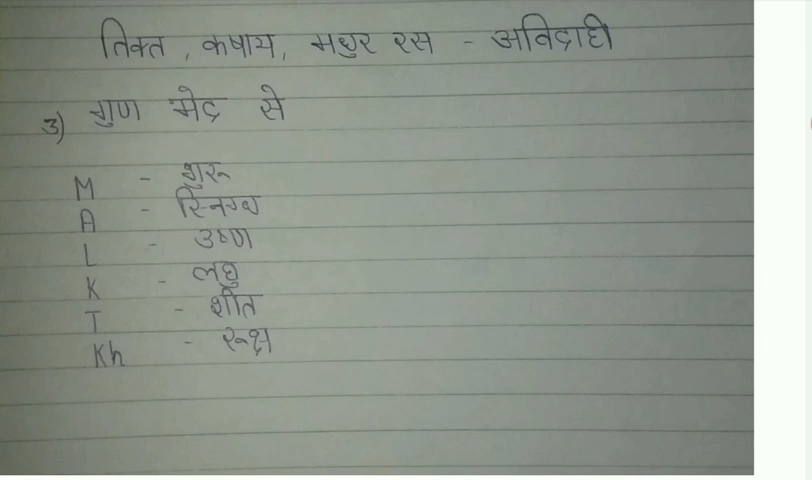 तिक्त, कषाय, मधुर रस - अविदाही
3) गुण भेद से
M - गुरु
A - स्निग्ध
L - उष्ण
K - लघु
T - शीत
Kh - रूक्ष